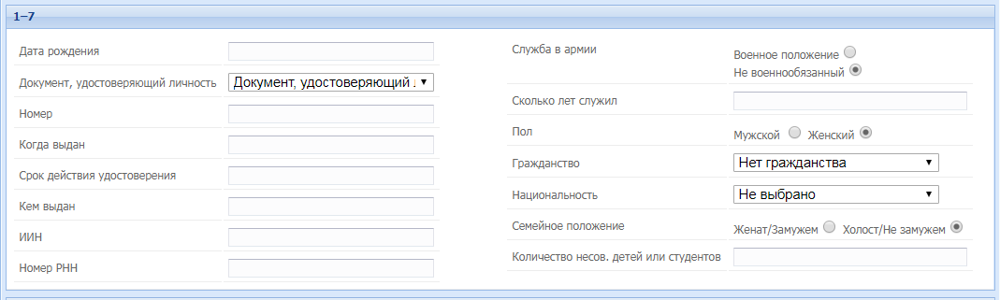 1–7
Дата рождения
Документ, удостоверяющий личность
Документ, удостоверяющий
Номер
Когда выдан
Срок действия удостоверения
Кем выдан
ИИН
Номер РНН
Служба в армии
Военное положение
Не военнообязанный
Сколько лет служил
Пол
Мужской Женский
Гражданство
Нет гражданства
Национальность
Не выбрано
Семейное положение
Женат/Замужем Холост/Не замужем
Количество несов. детей или студентов